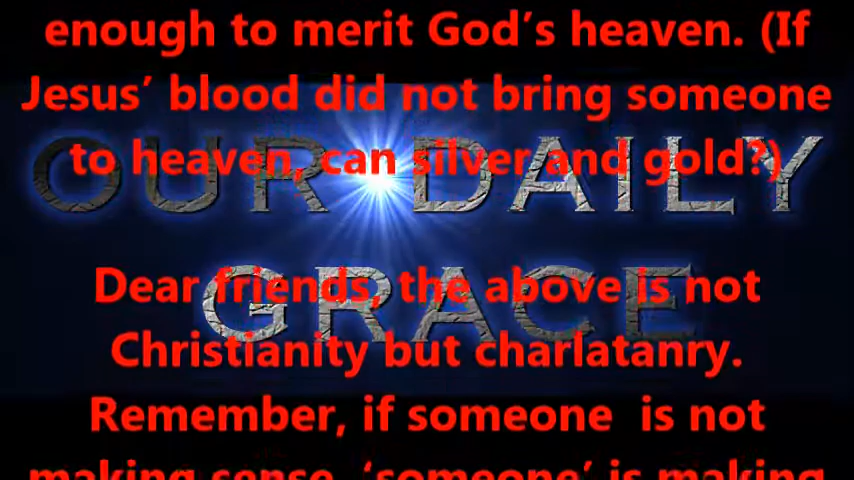 enough to merit God’s heaven. (If
Jesus’ blood did not bring someone
to heaven, can silver and gold?)
OUR DAILY
GRACE
Dear friends, the above is not
Christianity but charlatanry.
Remember, if someone is not
making sense, ‘someone’ is making